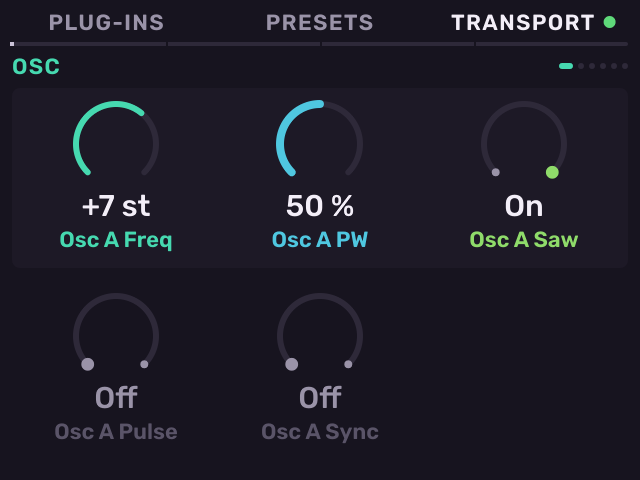 PLUG-INS PRESETS TRANSPORT
OSC
+7 st 50 % On
Osc A Freq Osc A PW Osc A Saw
Off Off
Osc A Pulse Osc A Sync